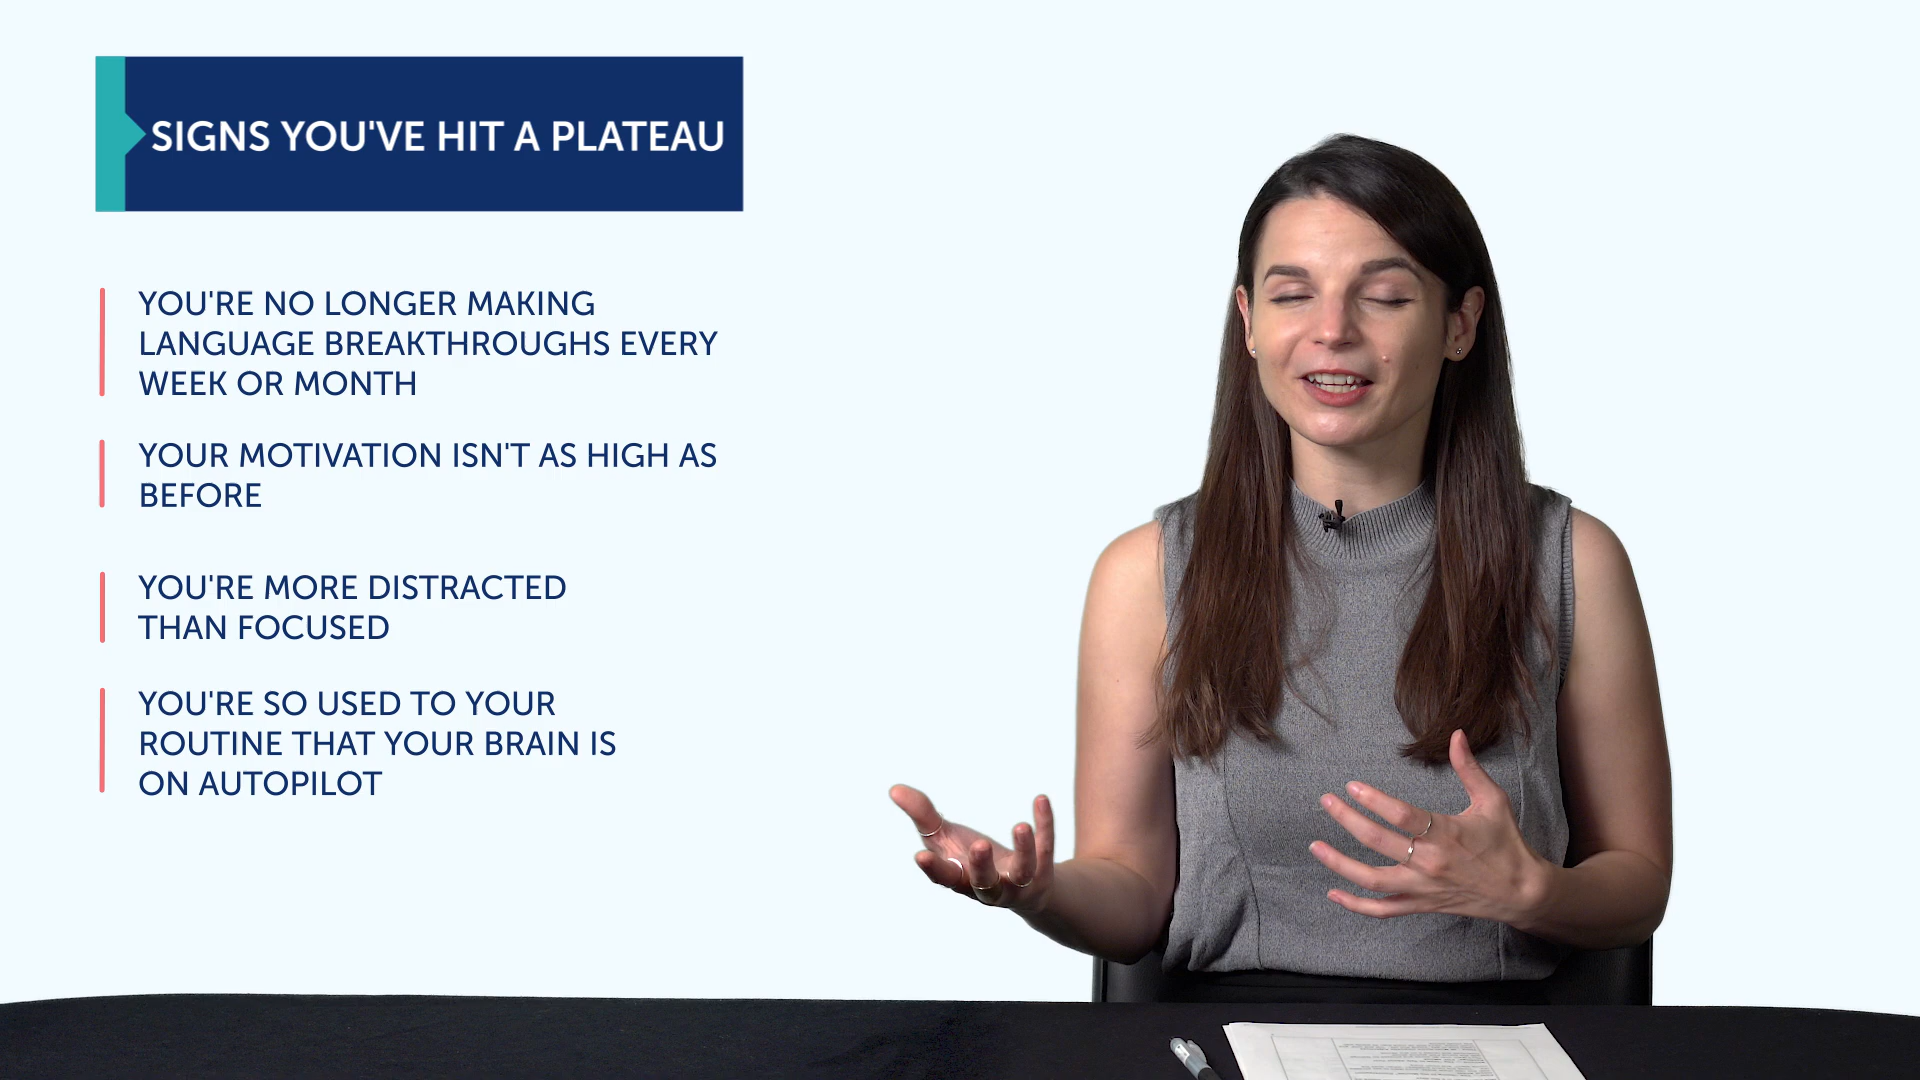 SIGNS YOU'VE HIT A PLATEAU
YOU'RE NO LONGER MAKING
LANGUAGE BREAKTHROUGHS EVERY
WEEK OR MONTH
YOUR MOTIVATION ISN'T AS HIGH AS
BEFORE
YOU'RE MORE DISTRACTED
THAN FOCUSED
YOU'RE SO USED TO YOUR
ROUTINE THAT YOUR BRAIN IS
ON AUTOPILOT